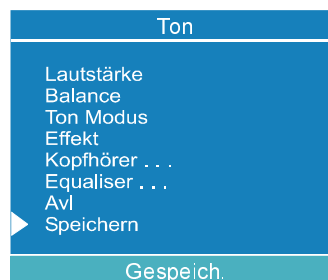 Ton
Lautstärke
Balance
Ton Modus
Effekt
Kopfhörer . . .
Equaliser . . .
Avl
Speichern
Gespeich.